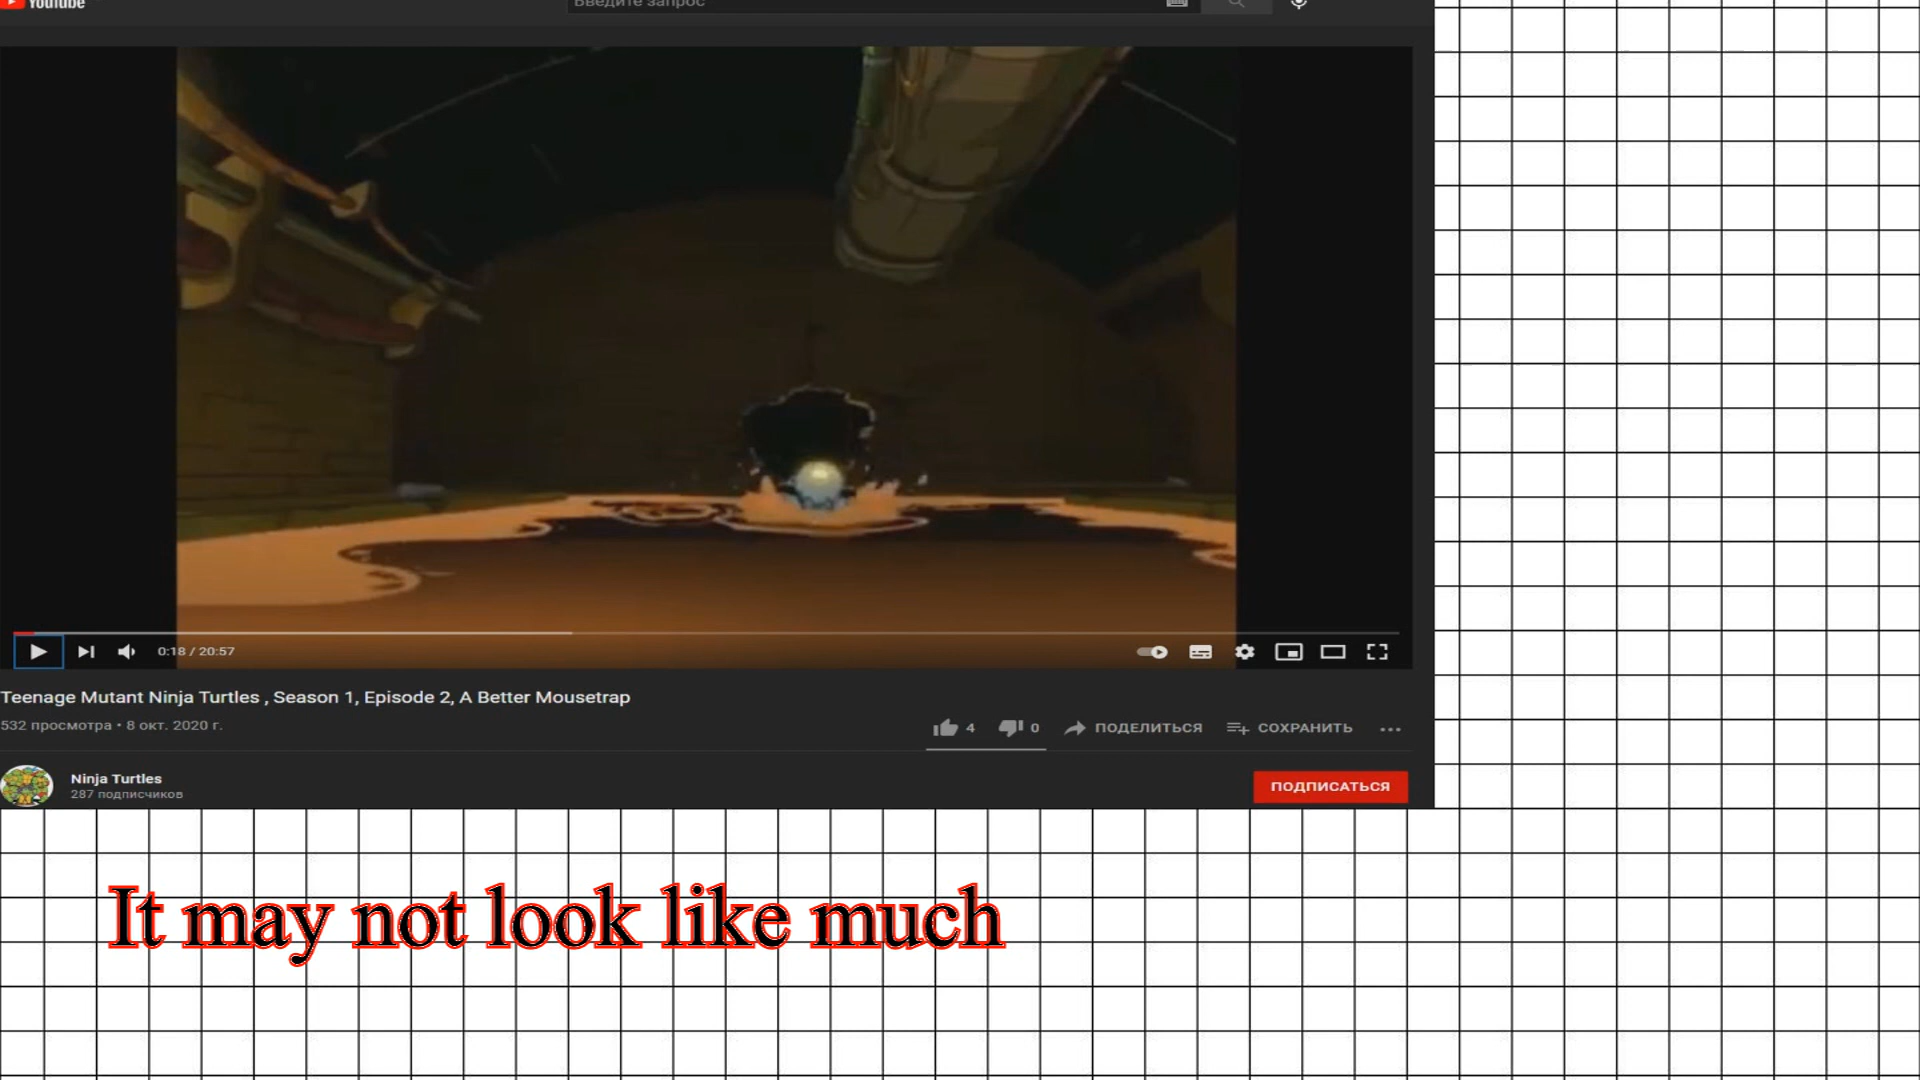 YouTube
Введите запрос
0:18 / 20:57
Teenage Mutant Ninja Turtles , Season 1, Episode 2, A Better Mousetrap
532 просмотра • 8 окт. 2020 г.
4
0
ПОДЕЛИТЬСЯ
СОХРАНИТЬ
Ninja Turtles
287 подписчиков
ПОДПИСАТЬСЯ
It may not look like much